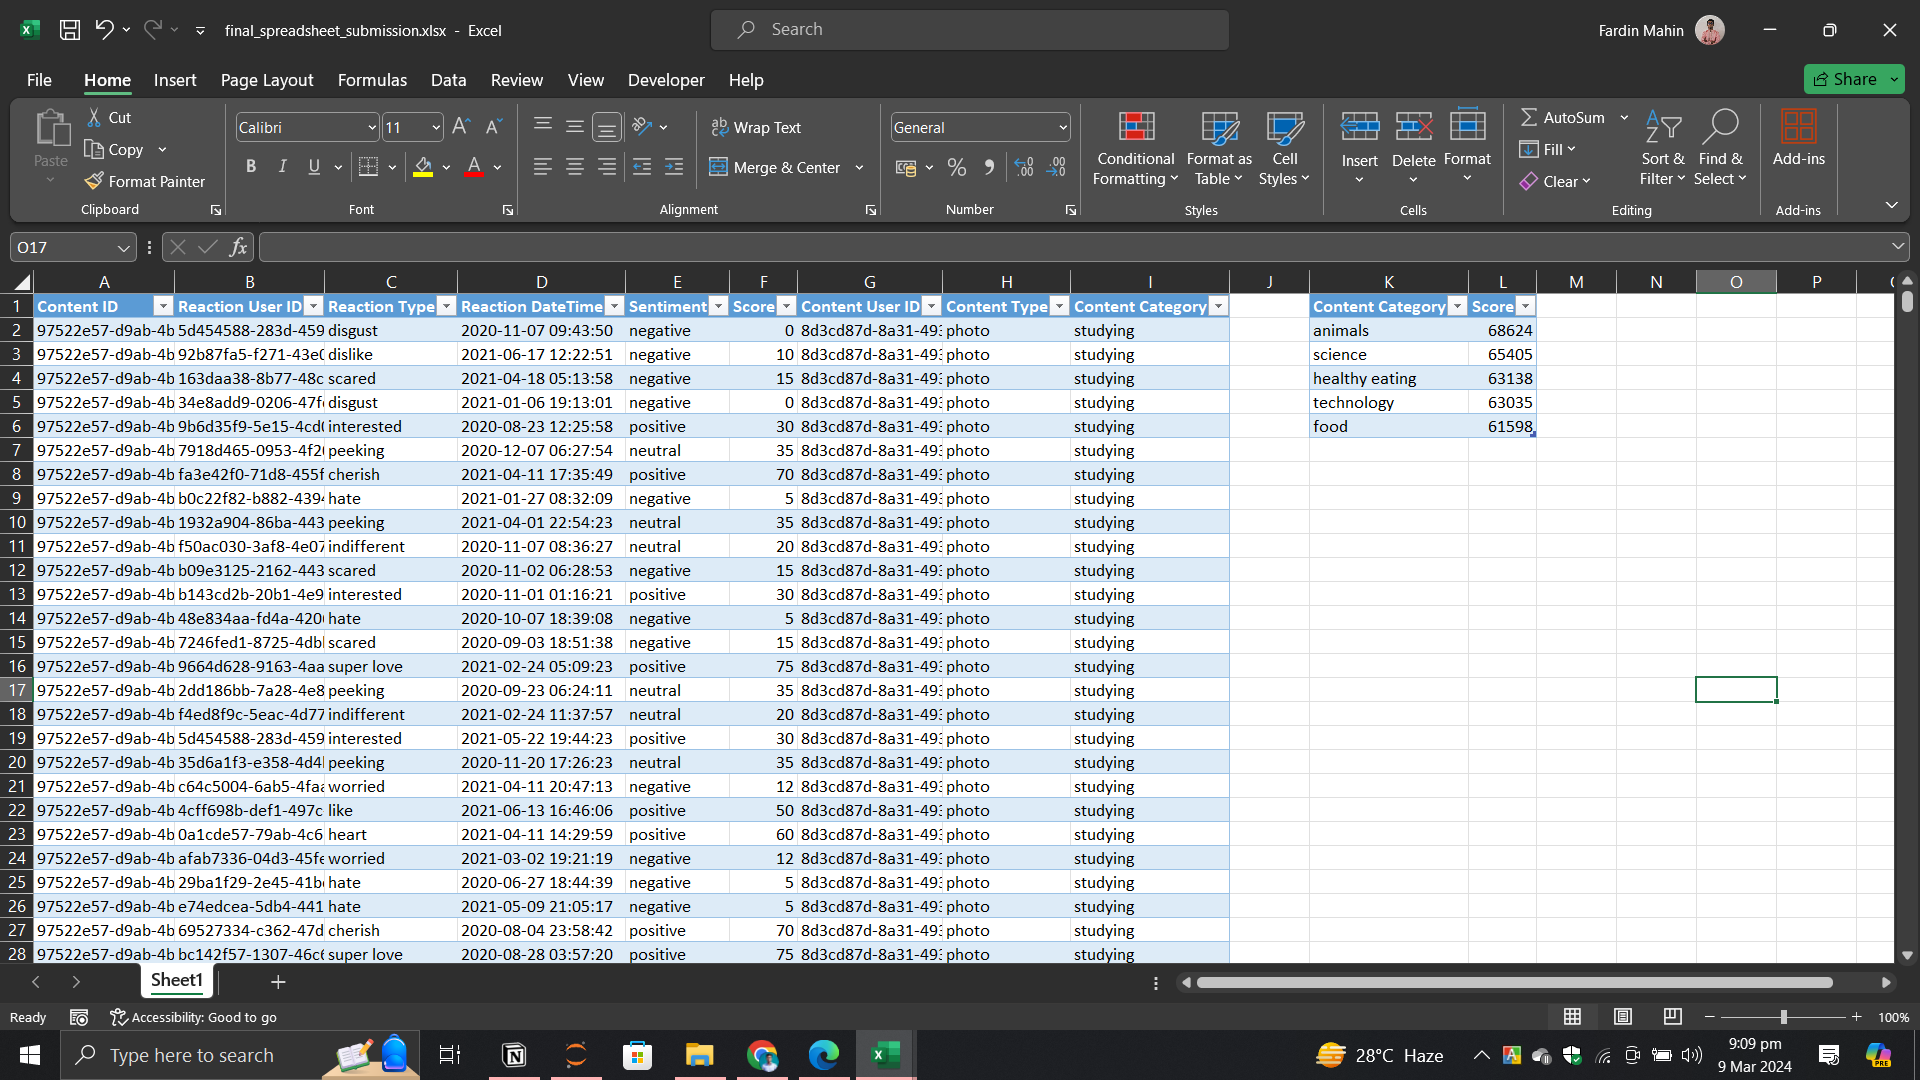 final_spreadsheet_submission.xlsx - Excel
Search
Fardin Mahin
File Home Insert Page Layout Formulas Data Review View Developer Help
Share
Paste
Cut
Copy
Format Painter
Clipboard
Calibri 11
B I U
Font
Wrap Text
Merge & Center
Alignment
General
Number
Conditional Formatting
Format as Table
Cell Styles
Styles
Insert Delete Format
Cells
AutoSum
Fill
Clear
Sort & Filter
Find & Select
Editing
Add-ins
Add-ins
O17
fx
A B C D E F G H I J K L M N O P
1 Content ID Reaction User ID Reaction Type Reaction DateTime Sentiment Score Content User ID Content Type Content Category Content Category Score
2 97522e57-d9ab-4b 5d454588-283d-459 disgust 2020-11-07 09:43:50 negative 0 8d3cd87d-8a31-493 photo studying animals 68624
3 97522e57-d9ab-4b 92b87fa5-f271-43e0 dislike 2021-06-17 12:22:51 negative 10 8d3cd87d-8a31-493 photo studying science 65405
4 97522e57-d9ab-4b 163daa38-8b77-48c scared 2021-04-18 05:13:58 negative 15 8d3cd87d-8a31-493 photo studying healthy eating 63138
5 97522e57-d9ab-4b 34e8add9-0206-47f disgust 2021-01-06 19:13:01 negative 0 8d3cd87d-8a31-493 photo studying technology 63035
6 97522e57-d9ab-4b 9b6d35f9-5e15-4cd0 interested 2020-08-23 12:25:58 positive 30 8d3cd87d-8a31-493 photo studying food 61598
7 97522e57-d9ab-4b 7918d465-0953-4f2 peeking 2020-12-07 06:27:54 neutral 35 8d3cd87d-8a31-493 photo studying
8 97522e57-d9ab-4b fa3e42f0-71d8-455f cherish 2021-04-11 17:35:49 positive 70 8d3cd87d-8a31-493 photo studying
9 97522e57-d9ab-4b b0c22f82-b882-4394 hate 2021-01-27 08:32:09 negative 5 8d3cd87d-8a31-493 photo studying
10 97522e57-d9ab-4b 1932a904-86ba-443 peeking 2021-04-01 22:54:23 neutral 35 8d3cd87d-8a31-493 photo studying
11 97522e57-d9ab-4b f50ac030-3af8-4e07 indifferent 2020-11-07 08:36:27 neutral 20 8d3cd87d-8a31-493 photo studying
12 97522e57-d9ab-4b b09e3125-2162-443 scared 2020-11-02 06:28:53 negative 15 8d3cd87d-8a31-493 photo studying
13 97522e57-d9ab-4b b143cd2b-20b1-4e9 interested 2020-11-01 01:16:21 positive 30 8d3cd87d-8a31-493 photo studying
14 97522e57-d9ab-4b 48e834aa-fd4a-420 hate 2020-10-07 18:39:08 negative 5 8d3cd87d-8a31-493 photo studying
15 97522e57-d9ab-4b 7246fed1-8725-4db scared 2020-09-03 18:51:38 negative 15 8d3cd87d-8a31-493 photo studying
16 97522e57-d9ab-4b 9664d628-9163-4aa super love 2021-02-24 05:09:23 positive 75 8d3cd87d-8a31-493 photo studying
17 97522e57-d9ab-4b 2dd186bb-7a28-4e8 peeking 2020-09-23 06:24:11 neutral 35 8d3cd87d-8a31-493 photo studying
18 97522e57-d9ab-4b f4ed8f9c-5eac-4d77 indifferent 2021-02-24 11:37:57 neutral 20 8d3cd87d-8a31-493 photo studying
19 97522e57-d9ab-4b 5d454588-283d-459 interested 2021-05-22 19:44:23 positive 30 8d3cd87d-8a31-493 photo studying
20 97522e57-d9ab-4b 35d6a1f3-e358-4d4 peeking 2020-11-20 17:26:23 neutral 35 8d3cd87d-8a31-493 photo studying
21 97522e57-d9ab-4b c64c5004-6ab5-4faa worried 2021-04-11 20:47:13 negative 12 8d3cd87d-8a31-493 photo studying
22 97522e57-d9ab-4b 4cff698b-def1-497c like 2021-06-13 16:46:06 positive 50 8d3cd87d-8a31-493 photo studying
23 97522e57-d9ab-4b 0a1cde57-79ab-4c6 heart 2021-04-11 14:29:59 positive 60 8d3cd87d-8a31-493 photo studying
24 97522e57-d9ab-4b afab7336-04d3-45fe worried 2021-03-02 19:21:19 negative 12 8d3cd87d-8a31-493 photo studying
25 97522e57-d9ab-4b 29ba1f29-2e45-41b hate 2020-06-27 18:44:39 negative 5 8d3cd87d-8a31-493 photo studying
26 97522e57-d9ab-4b e74edcea-5db4-441 hate 2021-05-09 21:05:17 negative 5 8d3cd87d-8a31-493 photo studying
27 97522e57-d9ab-4b 69527334-c362-47d cherish 2020-08-04 23:58:42 positive 70 8d3cd87d-8a31-493 photo studying
28 97522e57-d9ab-4b bc142f57-1307-46c super love 2020-08-28 03:57:20 positive 75 8d3cd87d-8a31-493 photo studying
Sheet1
Ready Accessibility: Good to go 100%
Type here to search
28°C Haze
9:09 pm
9 Mar 2024